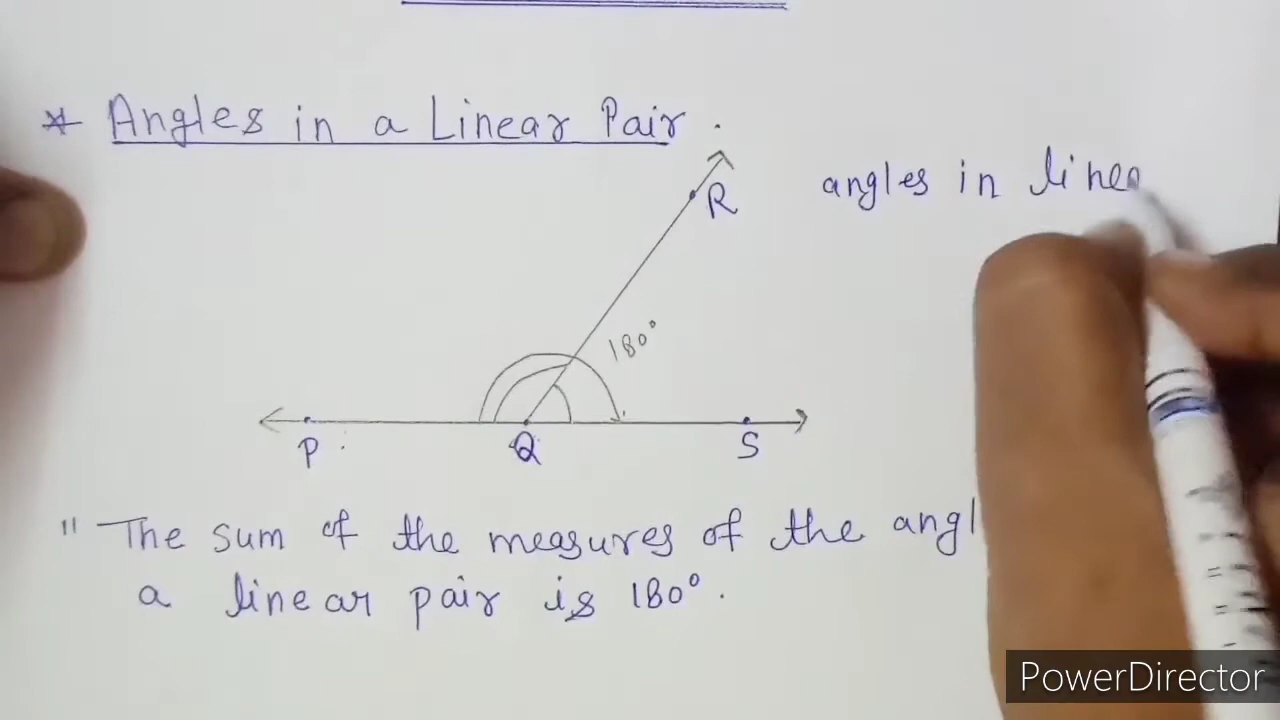 * Angles in a Linear Pair.
angles in linea
R
180°
P Q S
" The sum of the measures of the angl
a linear pair is 180°.
PowerDirector